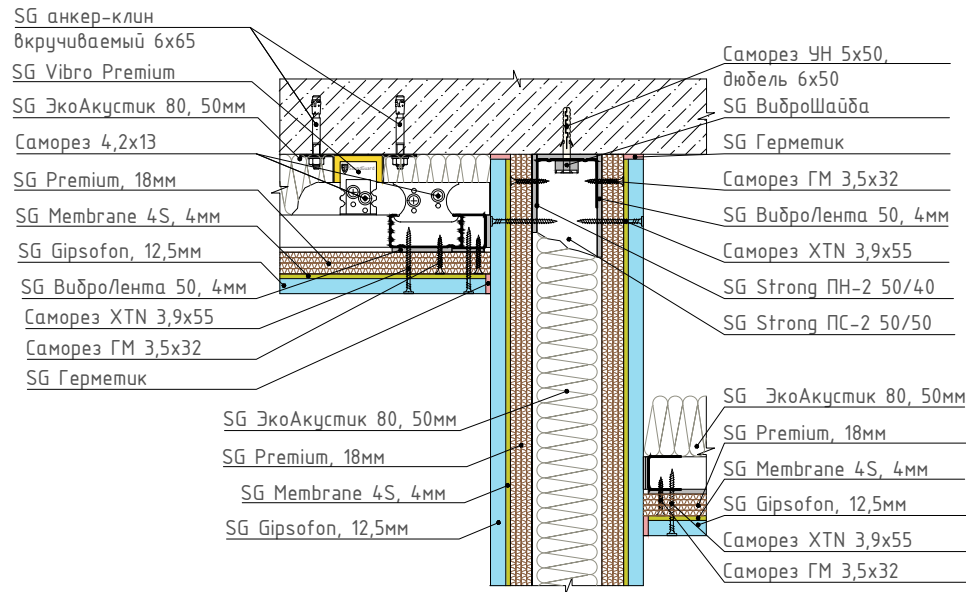 SG анкер-клин
вкручиваемый 6х65
SG Vibro Premium
SG ЭкоАкустик 80, 50мм
Саморез 4,2х13
SG Premium, 18мм
SG Membrane 4S, 4мм
SG Gipsofon, 12,5мм
SG ВиброЛента 50, 4мм
Саморез XTN 3,9х55
Саморез ГМ 3,5х32
SG Герметик
SG ЭкоАкустик 80, 50мм
SG Premium, 18мм
SG Membrane 4S, 4мм
SG Gipsofon, 12,5мм
Саморез УН 5х50,
дюбель 6х50
SG ВиброШайба
SG Герметик
Саморез ГМ 3,5х32
SG ВиброЛента 50, 4мм
Саморез XTN 3,9х55
SG Strong ПН-2 50/40
SG Strong ПС-2 50/50
SG ЭкоАкустик 80, 50мм
SG Premium, 18мм
SG Membrane 4S, 4мм
SG Gipsofon, 12,5мм
Саморез XTN 3,9х55
Саморез ГМ 3,5х32